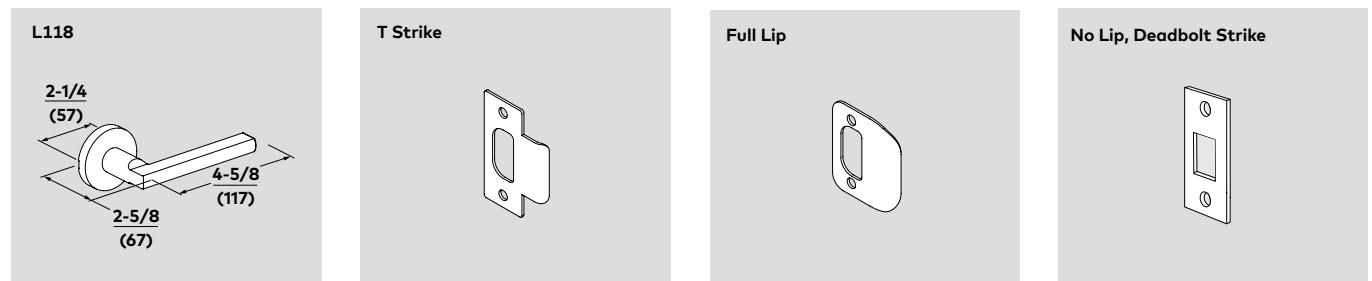 L118
2-1/4
(57)
4-5/8
(117)
2-5/8
(67)
T Strike
Full Lip
No Lip, Deadbolt Strike